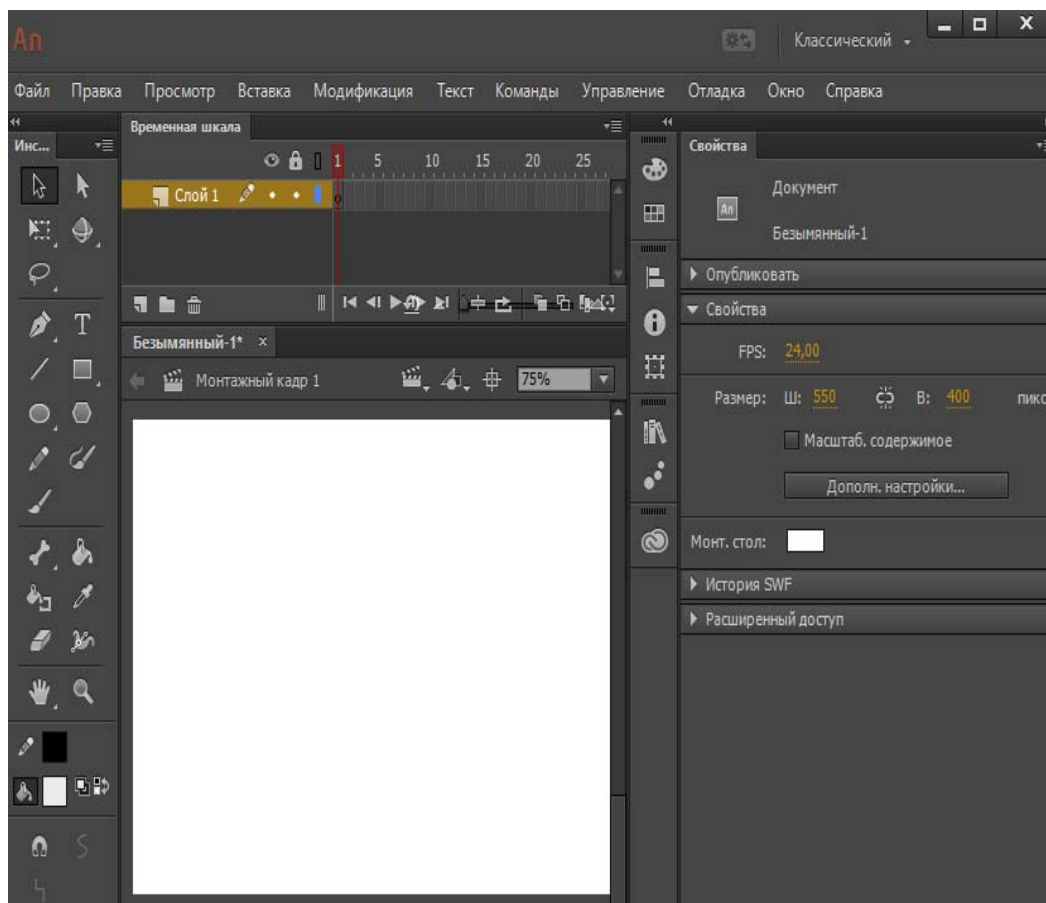 An
Классический
Файл Правка Просмотр Вставка Модификация Текст Команды Управление Отладка Окно Справка
Инс...
Временная шкала
1 5 10 15 20 25
Слой 1
Безымянный-1*
Монтажный кадр 1
75%
Свойства
An
Документ
Безымянный-1
Опубликовать
Свойства
FPS: 24,00
Размер: Ш: 550 В: 400 пикс
Масштаб. содержимое
Дополн. настройки...
Монт. стол:
История SWF
Расширенный доступ